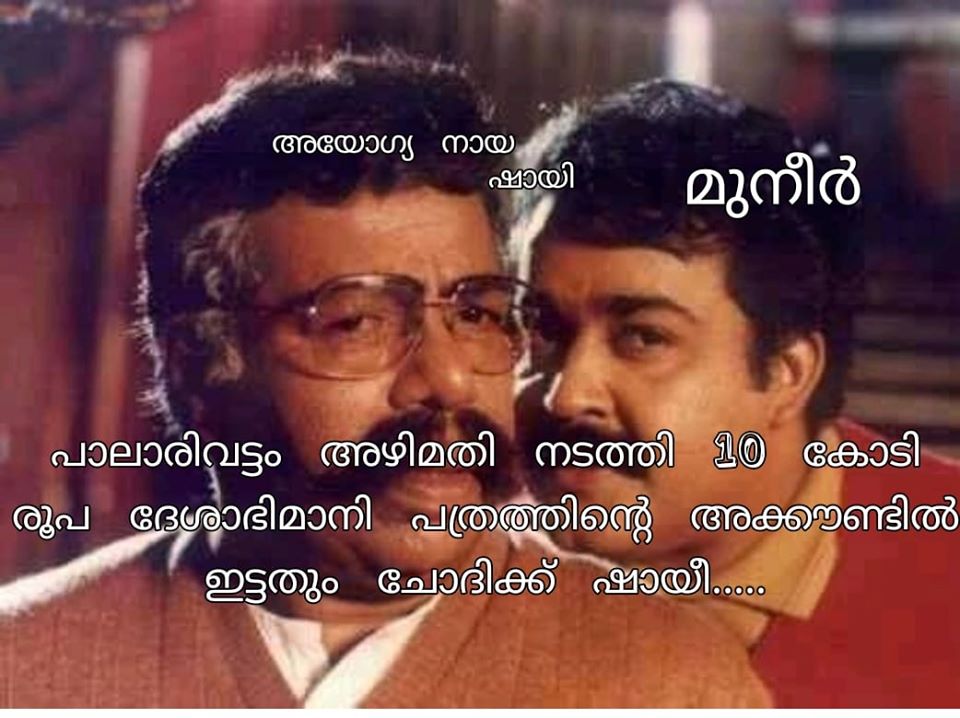 അയോഗ്യ നായ
ഷായി
മുനീർ
പാലാരിവട്ടം അഴിമതി നടത്തി 10 കോടി
രൂപ ദേശാഭിമാനി പത്രത്തിന്റെ അക്കൗണ്ടിൽ
ഇട്ടതും ചോദിക്ക് ഷായീ.....